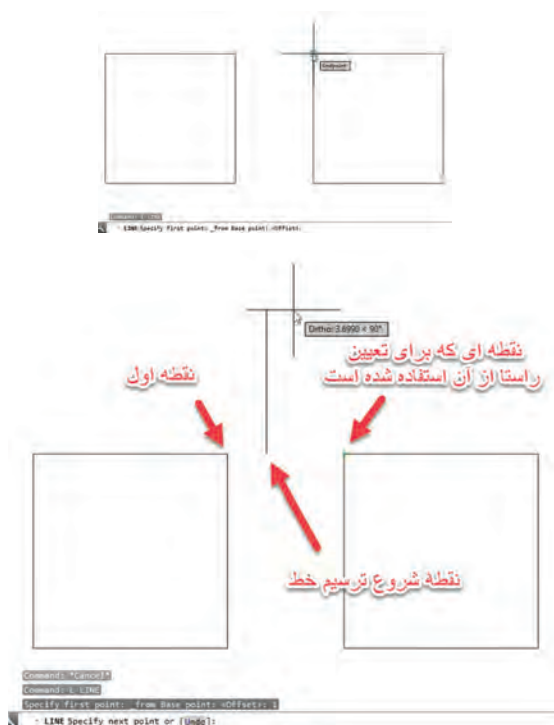 Endpoint
Command: L LINE
LINE Specify first point: _from Base point: <Offset>:
Ortho: 3.6990 < 90°
نقطه ای که برای تعیین
راستا از آن استفاده شده است
نقطه اول
نقطه شروع ترسیم خط
Command: *Cancel*
Command: L LINE
Specify first point: _from Base point: <Offset>: 1
LINE Specify next point or [Undo]: